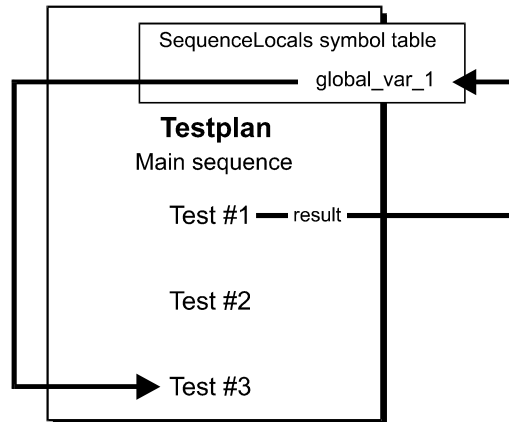 SequenceLocals symbol table
global_var_1
Testplan
Main sequence
Test #1 result
Test #2
Test #3